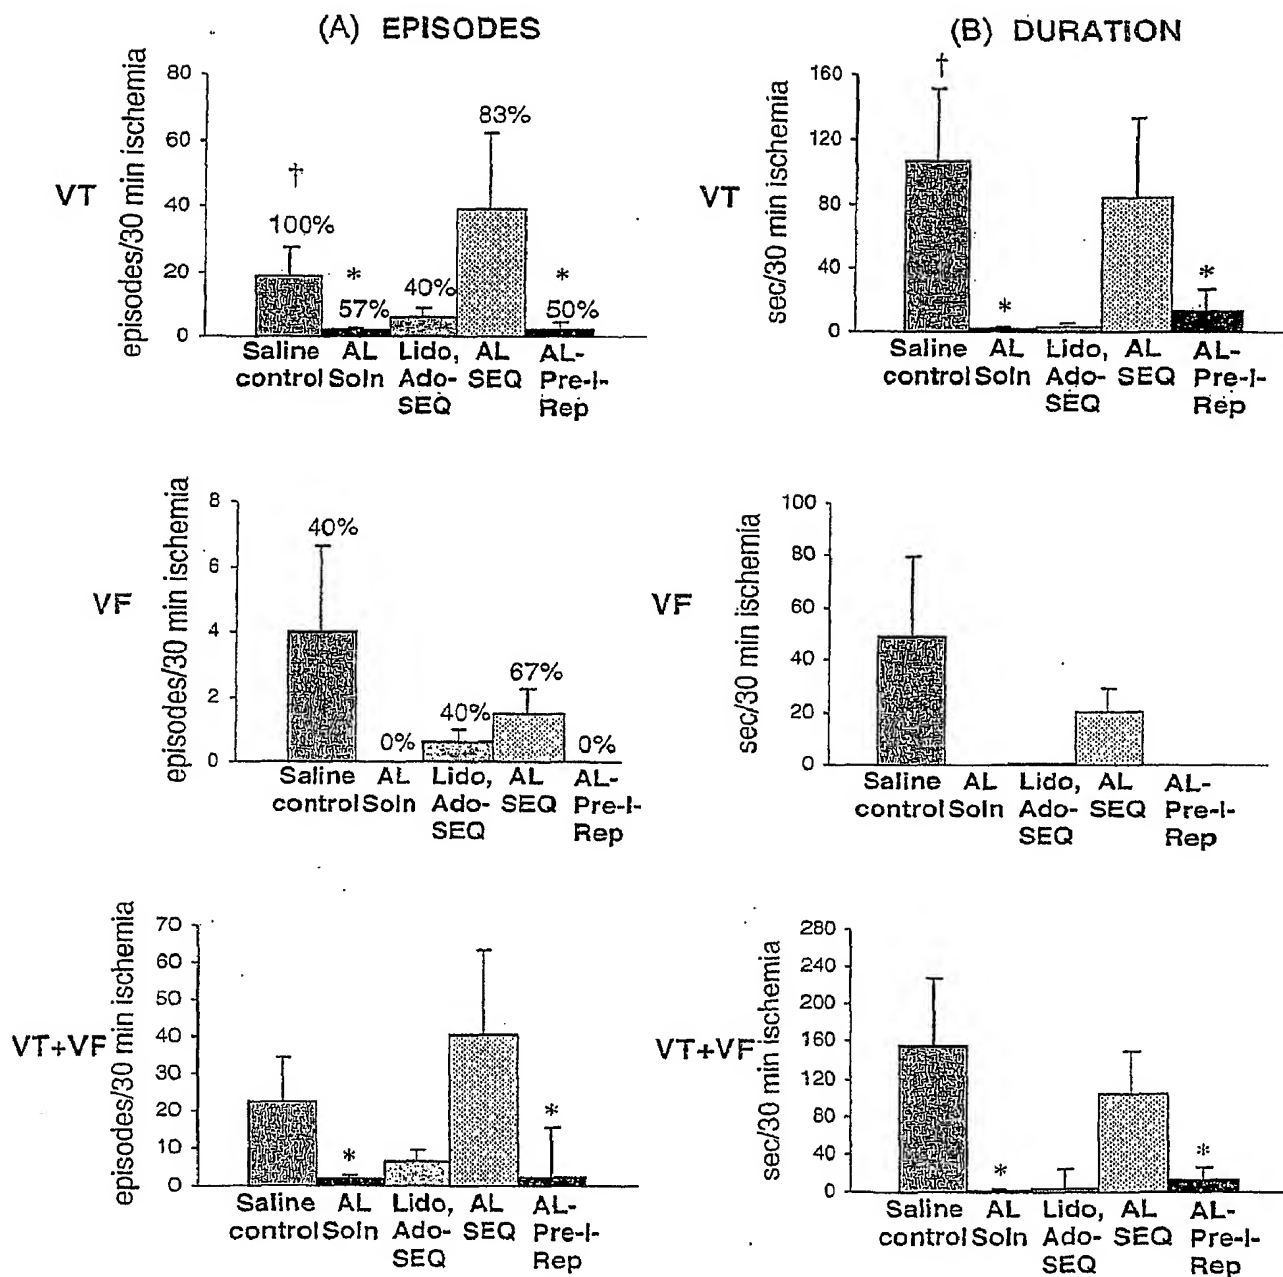 (A) EPISODES
(B) DURATION
VT
episodes/30 min ischemia
80
60
40
20
0
†
100%
*
57%
40%
83%
*
50%
Saline AL Lido, AL AL-
control Soln Ado- SEQ Pre-I-
SEQ Rep
VT
sec/30 min ischemia
160
120
80
40
0
†
*
*
Saline AL Lido, AL AL-
control Soln Ado- SEQ Pre-I-
SEQ Rep
VF
episodes/30 min ischemia
8
6
4
2
0
40%
0%
40%
67%
0%
Saline AL Lido, AL AL-
control Soln Ado- SEQ Pre-I-
SEQ Rep
VF
sec/30 min ischemia
100
80
60
40
20
0
Saline AL Lido, AL AL-
control Soln Ado- SEQ Pre-I-
SEQ Rep
VT+VF
episodes/30 min ischemia
70
60
50
40
30
20
10
0
*
*
Saline AL Lido, AL AL-
control Soln Ado- SEQ Pre-I-
SEQ Rep
VT+VF
sec/30 min ischemia
280
240
200
160
120
80
40
0
*
*
Saline AL Lido, AL AL-
control Soln Ado- SEQ Pre-I-
SEQ Rep